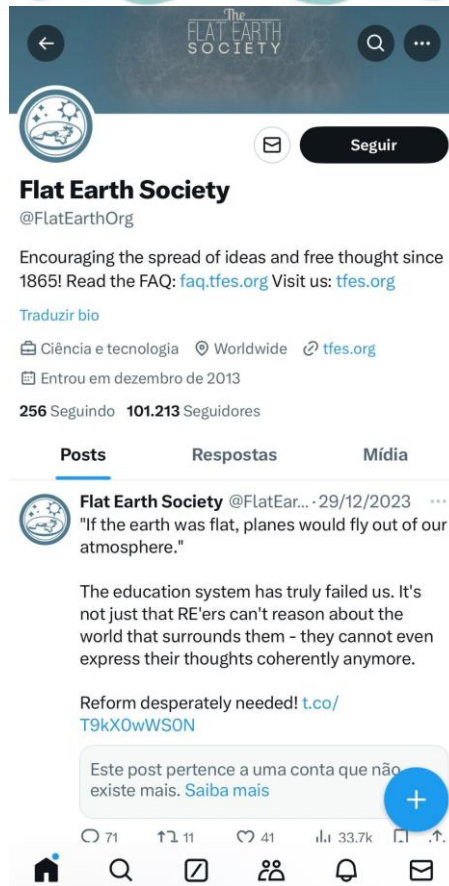 The
FLAT EARTH
SOCIETY
Seguir
Flat Earth Society
@FlatEarthOrg
Encouraging the spread of ideas and free thought since
1865! Read the FAQ: faq.tfes.org Visit us: tfes.org
Traduzir bio
Ciência e tecnologia Worldwide tfes.org
Entrou em dezembro de 2013
256 Seguindo 101.213 Seguidores
Posts Respostas Mídia
Flat Earth Society @FlatEar... · 29/12/2023 ...
"If the earth was flat, planes would fly out of our
atmosphere."
The education system has truly failed us. It's
not just that RE'ers can't reason about the
world that surrounds them - they cannot even
express their thoughts coherently anymore.
Reform desperately needed! t.co/
T9kX0wWS0N
Este post pertence a uma conta que não
existe mais. Saiba mais
71 11 41 33.7k